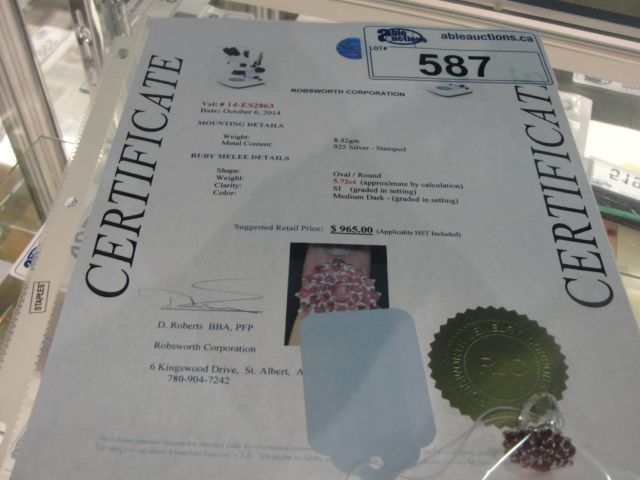 able auctions
ableauctions.ca
LOT#
587
ROBSWORTH CORPORATION
CERTIFICATE
CERTIFICATE
Val: # 14-ES2863
Date: October 6, 2014
MOUNTING DETAILS
Weight: 8.42gm
Metal Content: 925 Silver - Stamped
RUBY MELEE DETAILS
Shape: Oval / Round
Weight: 5.72ct (approximate by calculation)
Clarity: SI (graded in setting)
Color: Medium Dark - (graded in setting)
Suggested Retail Price: $ 965.00 (Applicable HST Included)
D. Roberts BBA, PFP
Robsworth Corporation
6 Kingswood Drive, St. Albert,
780-904-7242
STAPLES
RJC